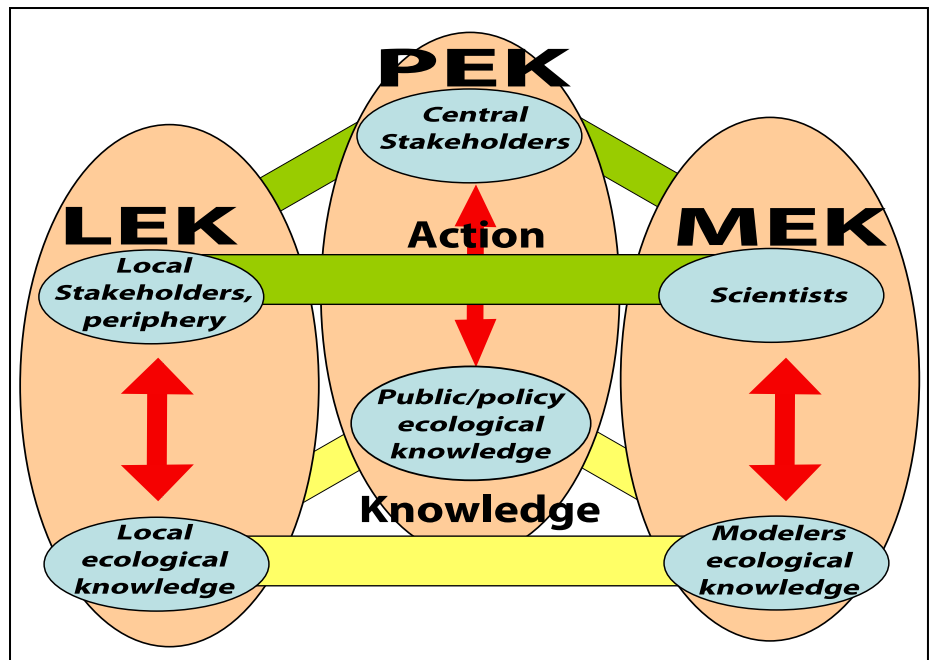 PEK
Central
Stakeholders
LEK
MEK
Action
Local
Stakeholders,
periphery
Scientists
Public/policy
ecological
knowledge
Knowledge
Local
ecological
knowledge
Modelers
ecological
knowledge